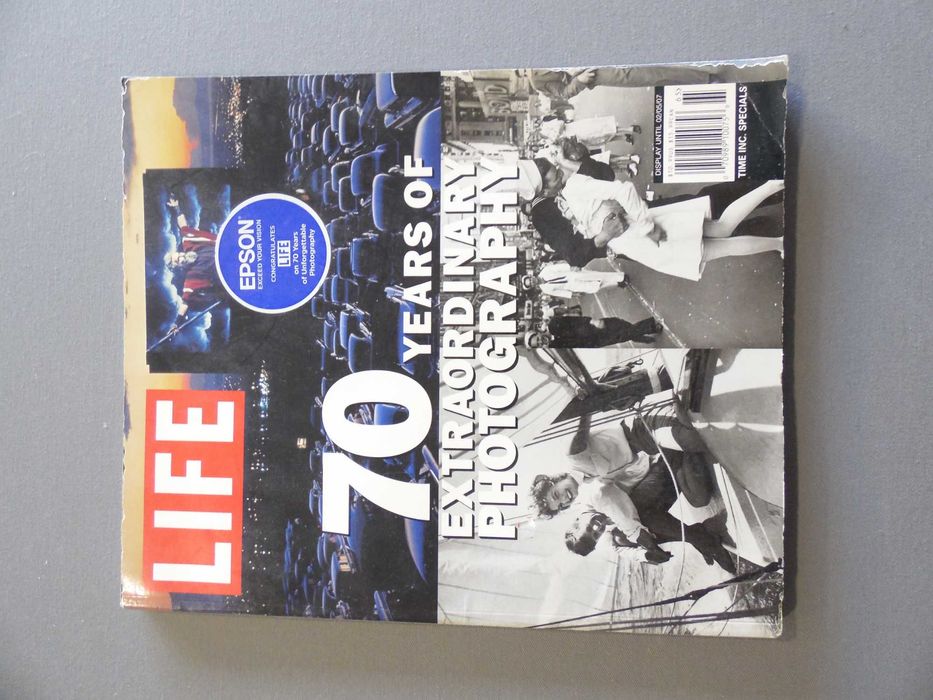 LIFE
EPSON
EXCEED YOUR VISION
CONGRATULATES
LIFE
on 70 Years
of Unforgettable
Photography
70
YEARS OF
EXTRAORDINARY
PHOTOGRAPHY
DISPLAY UNTIL 02/05/07
65>
TIME INC. SPECIALS